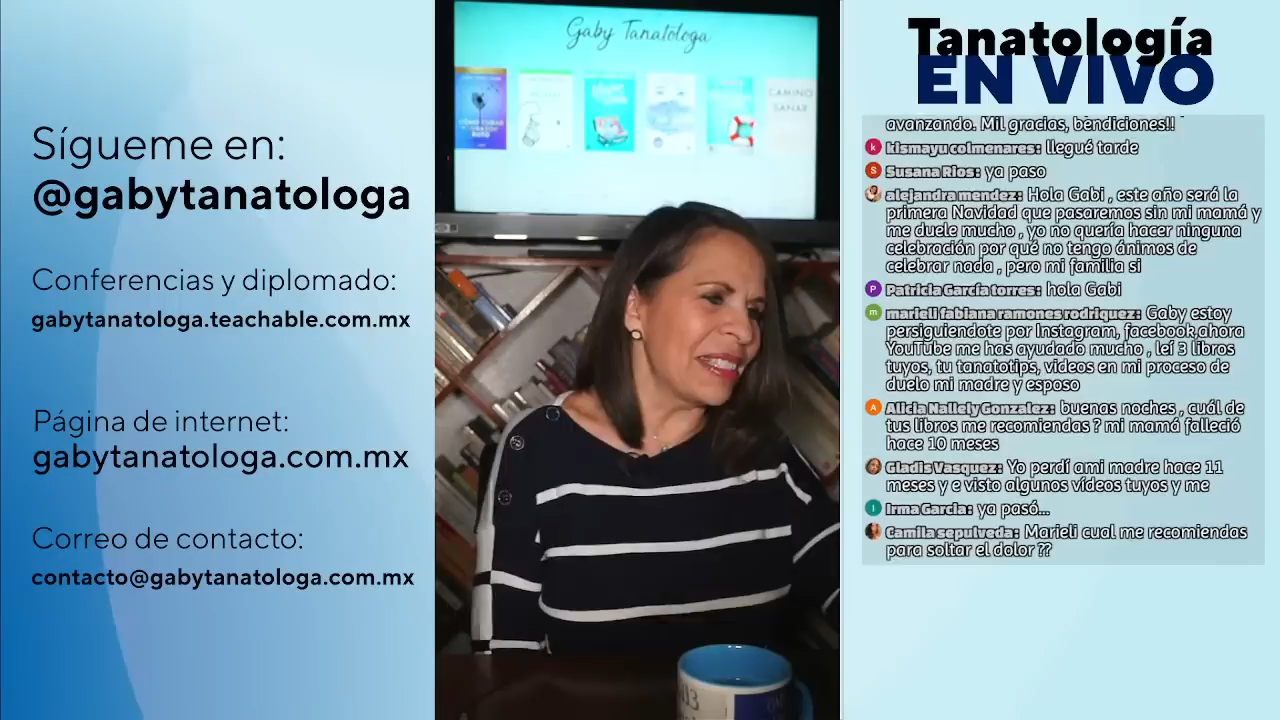 Sígueme en:
@gabytanatologa
Conferencias y diplomado:
gabytanatologa.teachable.com.mx
Página de internet:
gabytanatologa.com.mx
Correo de contacto:
contacto@gabytanatologa.com.mx
Gaby Tanatóloga
CÓMO CURAR
UN CORAZÓN
ROTO
CAMINO
SANAR
Tanatología
EN VIVO
avanzando. Mil gracias, bendiciones!!
kismayu colmenares: llegué tarde
Susana Rios: ya paso
alejandra mendez: Hola Gabi , este año será la
primera Navidad que pasaremos sin mi mamá y
me duele mucho , yo no quería hacer ninguna
celebración por qué no tengo ánimos de
celebrar nada , pero mi familia si
Patricia García torres: hola Gabi
marieli fabiana ramones rodriquez: Gaby estoy
persiguiendote por Instagram, facebook,ahora
YouTube me has ayudado mucho , leí 3 libros
tuyos, tu tanatotips, videos en mi proceso de
duelo mi madre y esposo
Alicia Nallely Gonzalez: buenas noches , cuál de
tus libros me recomiendas ? mi mamá falleció
hace 10 meses
Gladis Vasquez: Yo perdí ami madre hace 11
meses y e visto algunos vídeos tuyos y me
Irma Garcia: ya pasó...
Camila sepulveda: Marieli cual me recomiendas
para soltar el dolor ??